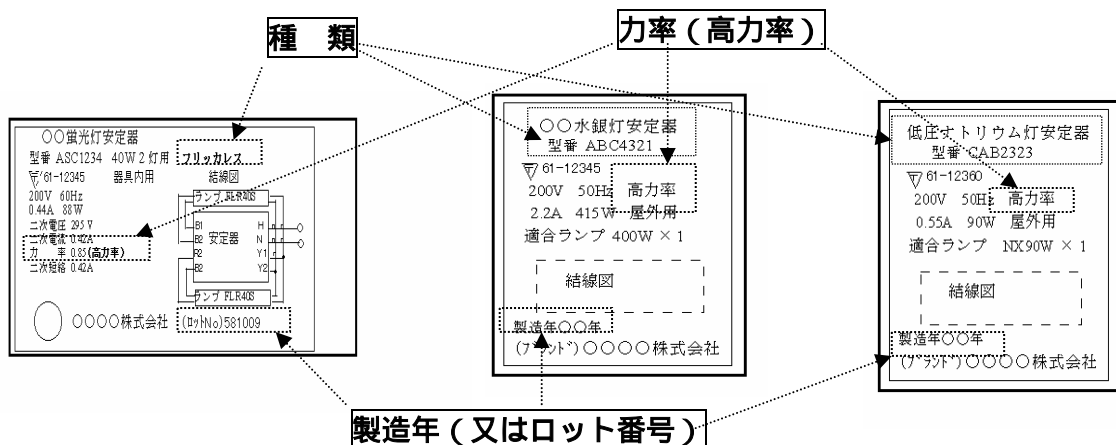 種 類
力率(高力率)
○○蛍光灯安定器
型番 ASC1234 40W2灯用 フリッカレス
61-12345 器具内用 結線図
200V 60Hz
0.44A 88W
二次電圧 295V
二次電流 0.42A
力 率 0.85(高力率)
二次短絡 0.42A
ランプ FLR40S
B1 H
B2 安定器 N
R2 Y1
B2 Y2
ランプ FLR40S
○○○○株式会社 (ロットNo)581009
○○水銀灯安定器
型番 ABC4321
61-12345
200V 50Hz 高力率
2.2A 415W 屋外用
適合ランプ 400W × 1
結線図
製造年○○年
(ブランド)○○○○株式会社
低圧ナトリウム灯安定器
型番 CAB2323
61-12360
200V 50Hz 高力率
0.55A 90W 屋外用
適合ランプ NX90W × 1
結線図
製造年○○年
(ブランド)○○○○株式会社
製造年(又はロット番号)